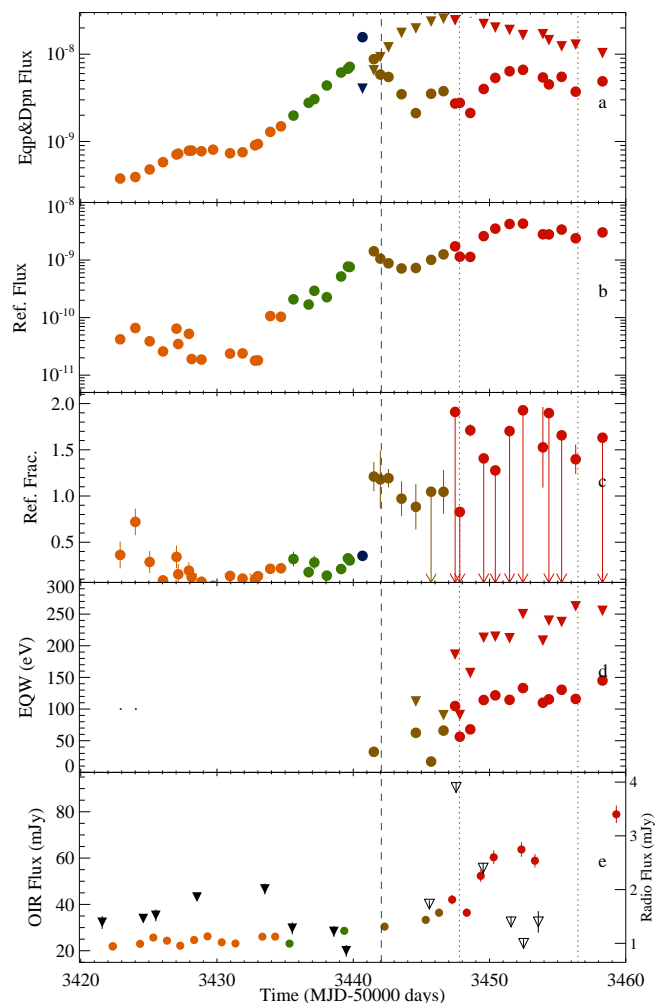 10^-8
10^-9
Eqp&Dpn Flux
a
10^-8
10^-9
10^-10
10^-11
Ref. Flux
b
2.0
1.5
1.0
0.5
Ref. Frac.
c
300
250
200
150
100
50
0
EQW (eV)
d
80
60
40
20
OIR Flux (mJy)
e
4
3
2
1
Radio Flux (mJy)
3420
3430
3440
3450
3460
Time (MJD-50000 days)